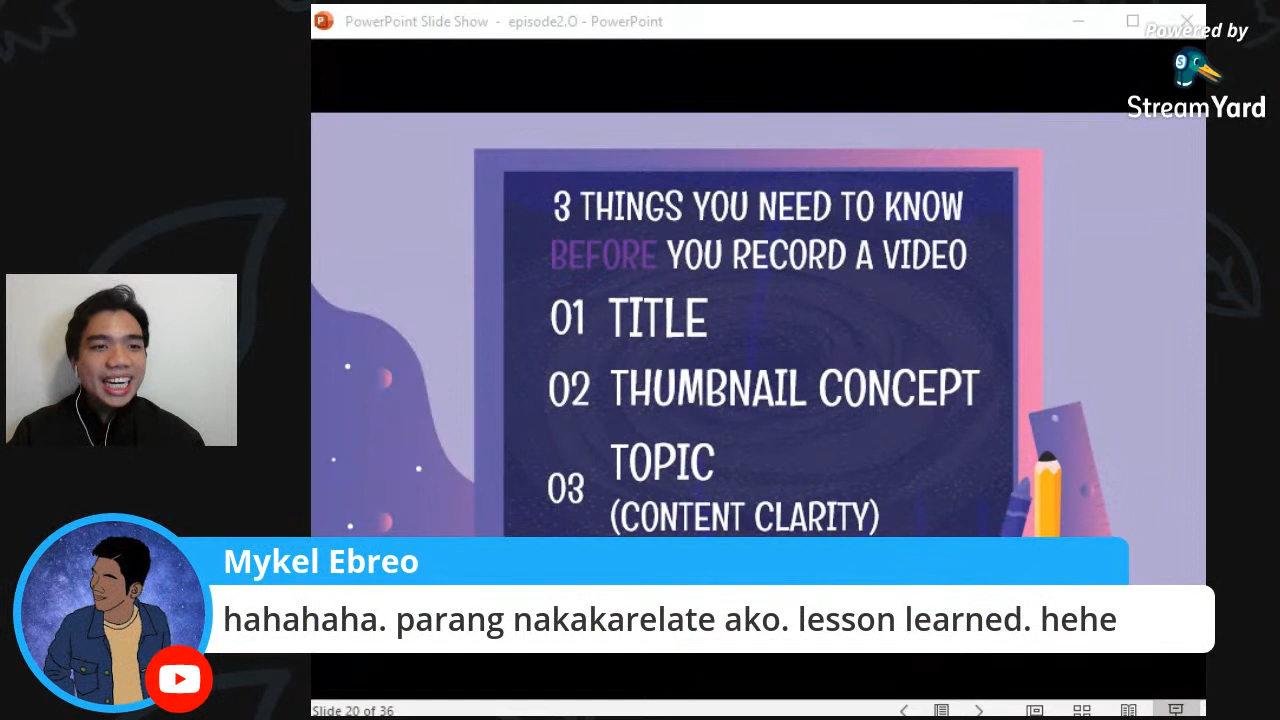 PowerPoint Slide Show - episode2.O - PowerPoint
Powered by
StreamYard
3 THINGS YOU NEED TO KNOW
BEFORE YOU RECORD A VIDEO
01 TITLE
02 THUMBNAIL CONCEPT
03 TOPIC
(CONTENT CLARITY)
Mykel Ebreo
hahahaha. parang nakakarelate ako. lesson learned. hehe
Slide 20 of 36